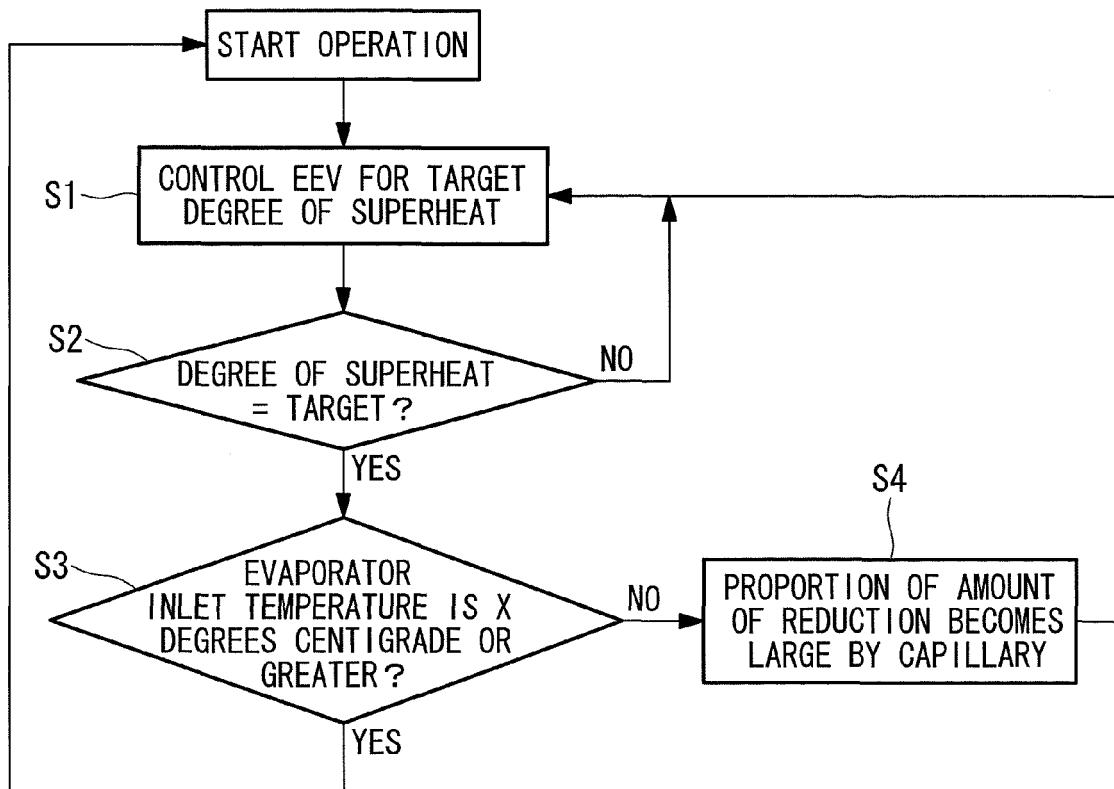 START OPERATION
S1
CONTROL EEV FOR TARGET
DEGREE OF SUPERHEAT
S2
DEGREE OF SUPERHEAT
= TARGET?
NO
YES
S3
EVAPORATOR
INLET TEMPERATURE IS X
DEGREES CENTIGRADE OR
GREATER?
NO
S4
PROPORTION OF AMOUNT
OF REDUCTION BECOMES
LARGE BY CAPILLARY
YES